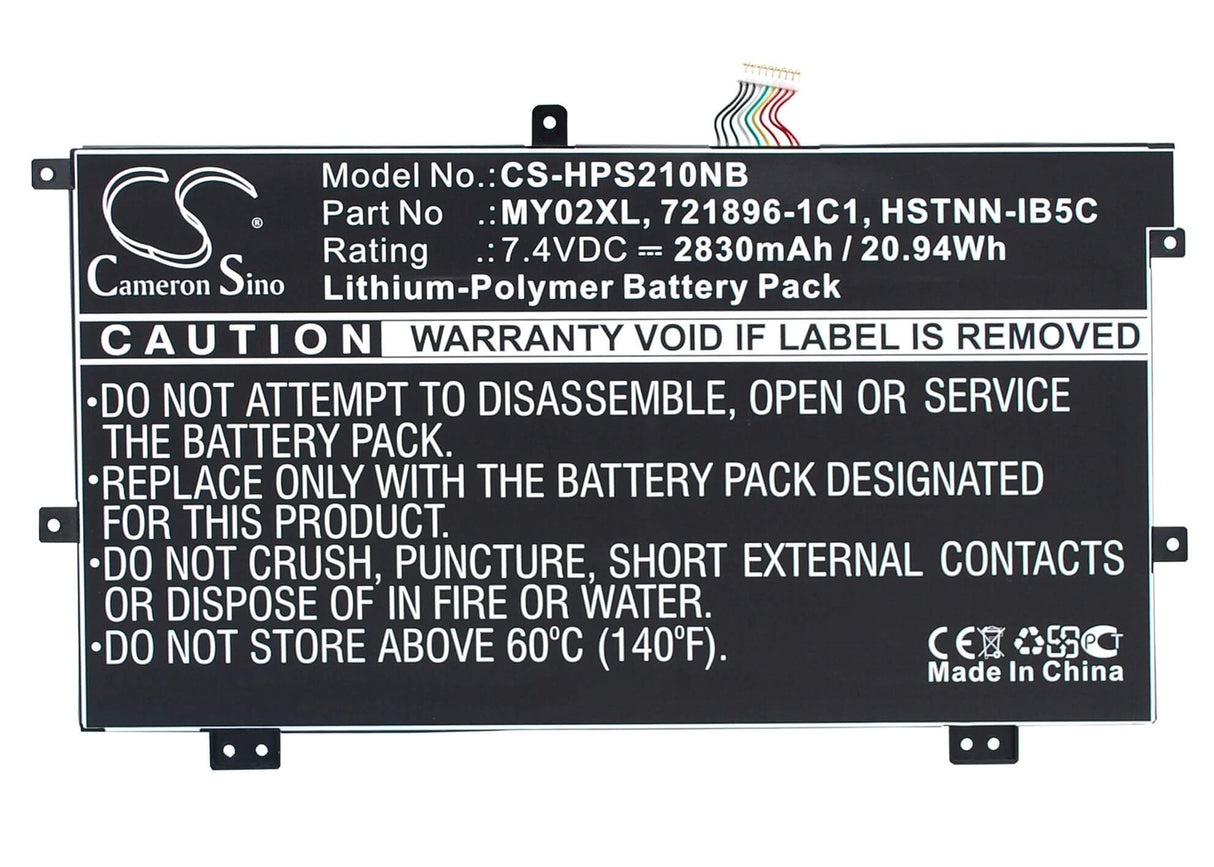 CS
®
Cameron Sino
Model No.: CS-HPS210NB
Part No .: MY02XL, 721896-1C1, HSTNN-IB5C
Rating .: 7.4VDC ⎓ 2830mAh / 20.94Wh
Lithium-Polymer Battery Pack
CAUTION WARRANTY VOID IF LABEL IS REMOVED
•DO NOT ATTEMPT TO DISASSEMBLE, OPEN OR SERVICE
THE BATTERY PACK.
•REPLACE ONLY WITH THE BATTERY PACK DESIGNATED
FOR THIS PRODUCT.
•DO NOT CRUSH, PUNCTURE, SHORT EXTERNAL CONTACTS
OR DISPOSE OF IN FIRE OR WATER.
•DO NOT STORE ABOVE 60°C (140°F).
CE PCT
Made In China